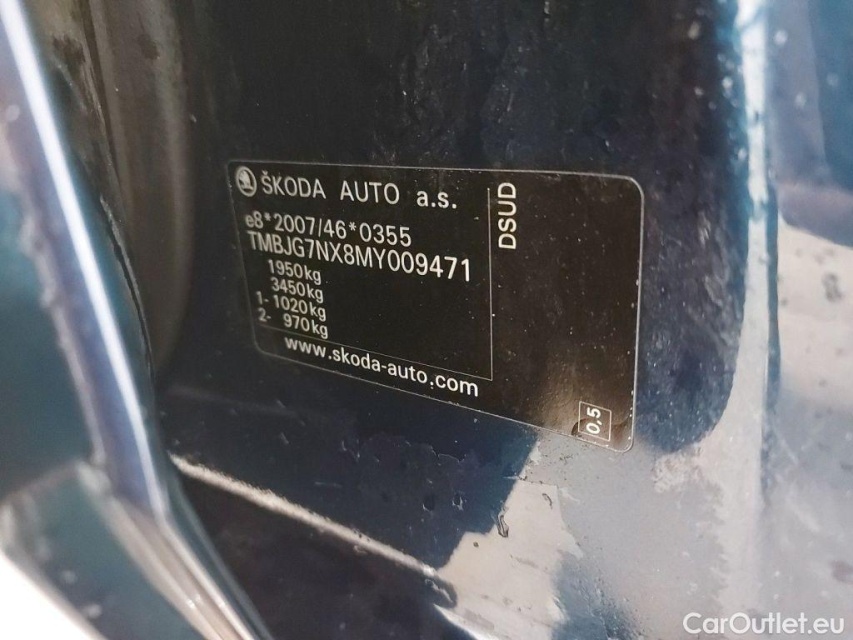 ŠKODA AUTO a.s.
e8*2007/46*0355
TMBJG7NX8MY009471
1950kg
3450kg
1- 1020kg
2- 970kg
www.skoda-auto.com
DSUD
0,5
CarOutlet.eu